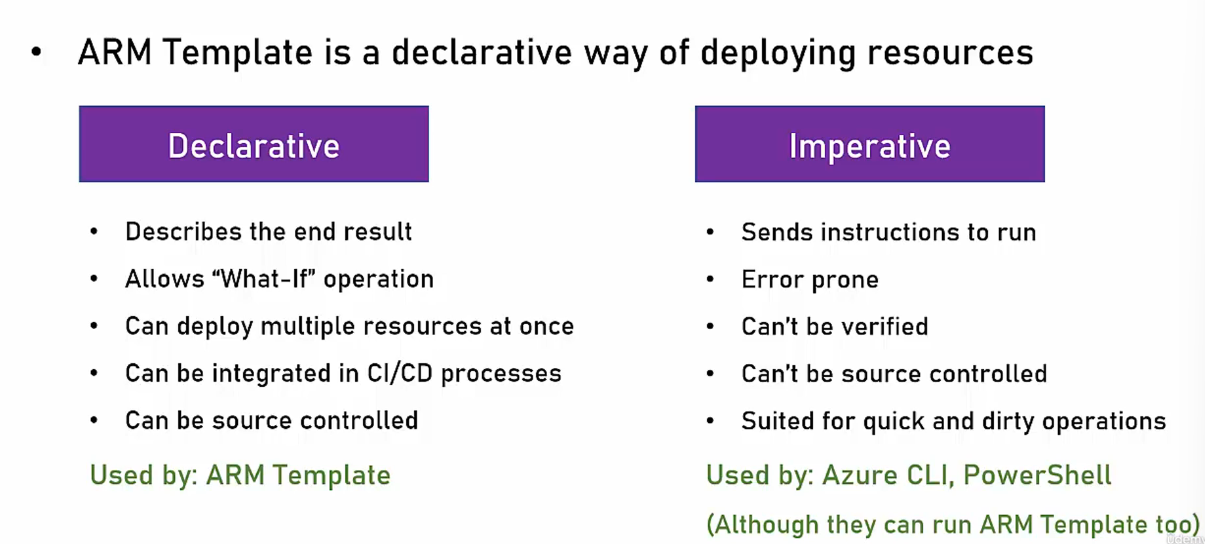 • ARM Template is a declarative way of deploying resources
Declarative
• Describes the end result
• Allows “What-If” operation
• Can deploy multiple resources at once
• Can be integrated in CI/CD processes
• Can be source controlled
Used by: ARM Template
Imperative
• Sends instructions to run
• Error prone
• Can’t be verified
• Can’t be source controlled
• Suited for quick and dirty operations
Used by: Azure CLI, PowerShell
(Although they can run ARM Template too)
Udemy